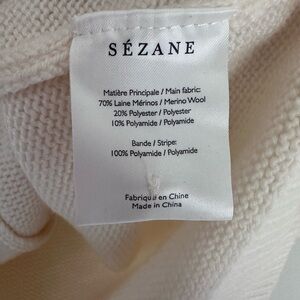 SÉZANE
Matière Principale / Main fabric:
70% Laine Mérinos / Merino Wool
20% Polyester / Polyester
10% Polyamide / Polyamide
Bande / Stripe:
100% Polyamide / Polyamide
Fabriqué en Chine
Made in China